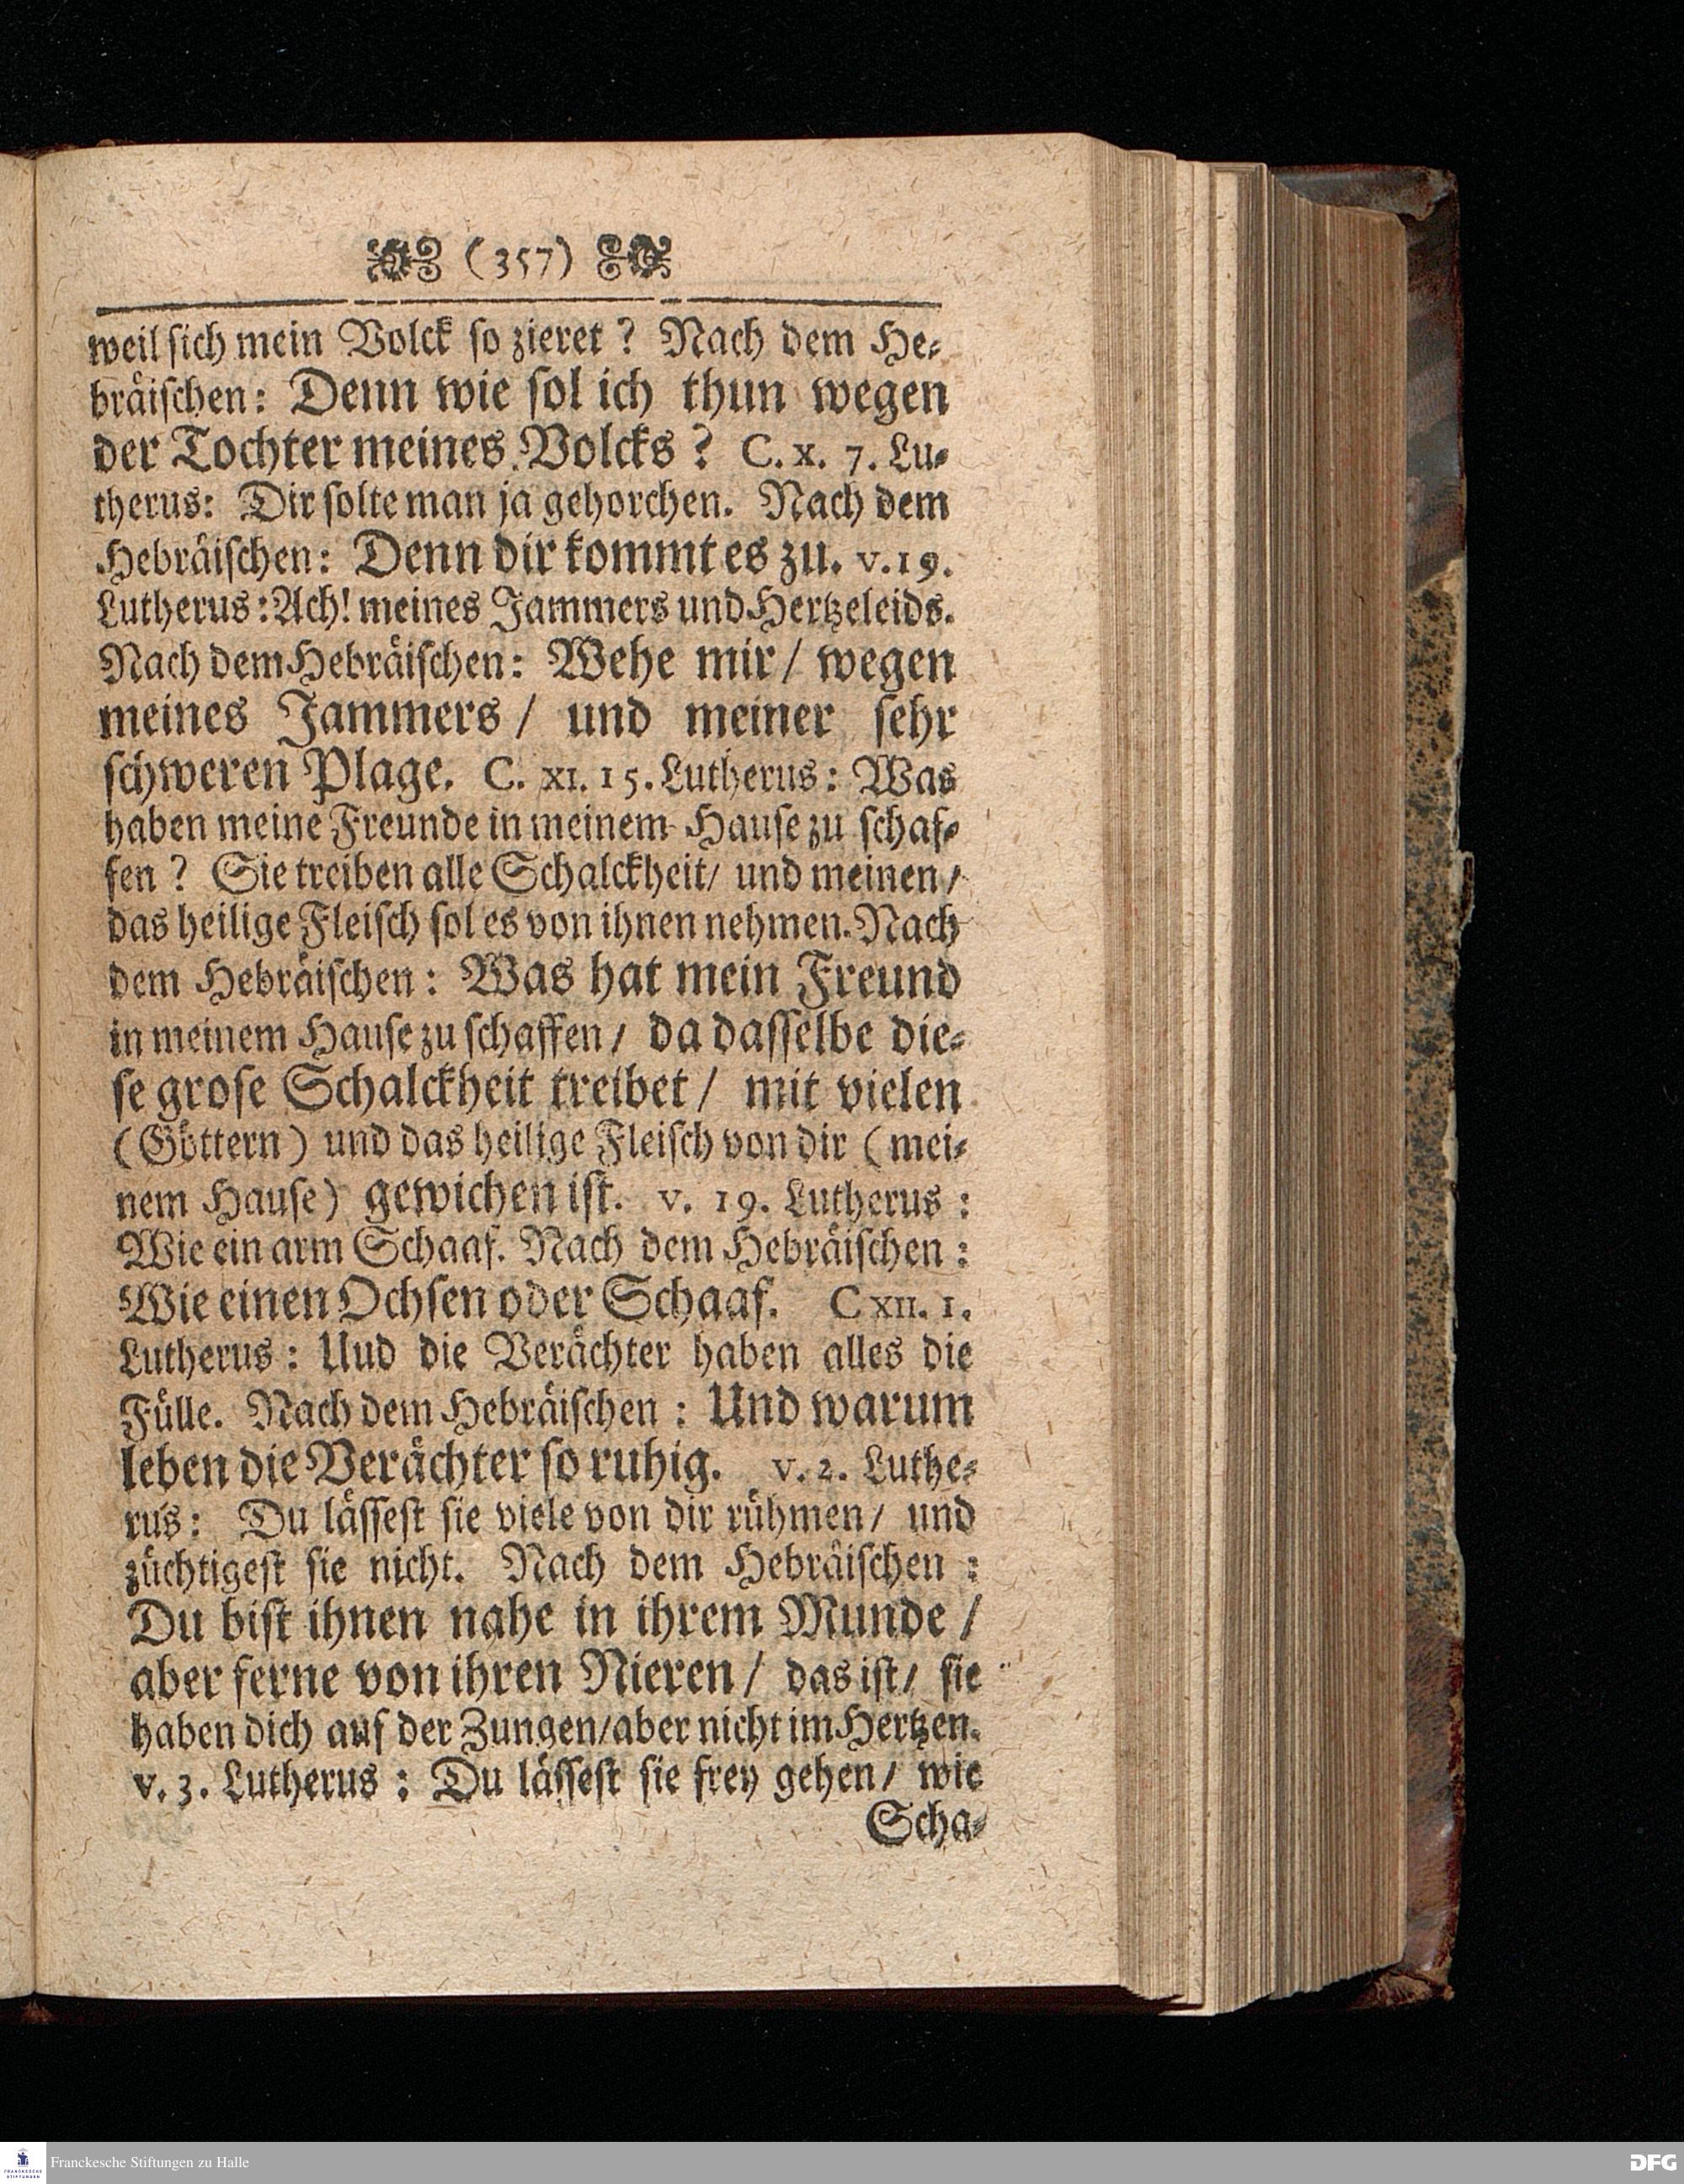 (357)
weil sich mein Volck so zieret? Nach dem He-
bräischen: Denn wie sol ich thun wegen
der Tochter meines Volcks? C. x. 7. Lu-
therus: Dir solte man ja gehorchen. Nach dem
Hebräischen: Denn dir kommt es zu. v. 19.
Lutherus: Ach! meines Jammers und Hertzeleids.
Nach dem Hebräischen: Wehe mir/ wegen
meines Jammers/ und meiner sehr
schweren Plage. C. XI. 15. Lutherus: Was
haben meine Freunde in meinem Hause zu schaf-
fen? Sie treiben alle Schalckheit/ und meinen/
das heilige Fleisch sol es von ihnen nehmen. Nach
dem Hebräischen: Was hat mein Freund
in meinem Hause zu schaffen/ da dasselbe die-
se grose Schalckheit treibet/ mit vielen
(Göttern) und das heilige Fleisch von dir (mei-
nem Hause) gewichen ist. v. 19. Lutherus:
Wie ein arm Schaaf. Nach dem Hebräischen:
Wie einen Ochsen oder Schaaf. C XII. 1.
Lutherus: Uud die Verächter haben alles die
Fülle. Nach dem Hebräischen: Und warum
leben die Verächter so ruhig. v. 2. Luthe-
rus: Du lässest sie viele von dir rühmen/ und
züchtigest sie nicht. Nach dem Hebräischen:
Du bist ihnen nahe in ihrem Munde/
aber ferne von ihren Nieren/ das ist/ sie
haben dich auf der Zungen/aber nicht im Hertzen.
v. 3. Lutherus: Du lässest sie frey gehen/ wie
Scha-
FRANCKESCHE
STIFTUNGEN
Franckesche Stiftungen zu Halle
DFG